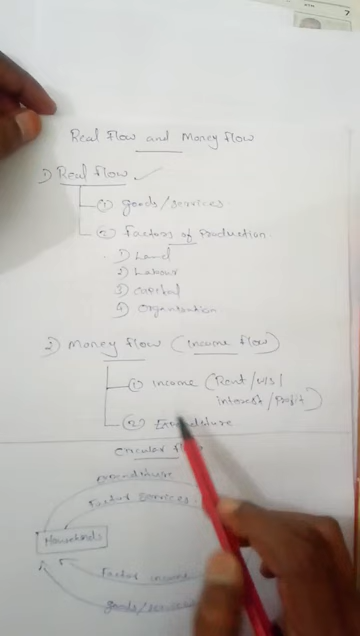 Real Flow and Money flow
1) Real flow ✓
① goods/services
② Factors of Production
1) Land
2) Labour
3) Capital
4) Organisation
2) Money flow (Income flow)
① Income (Rent / w/s /
interest / Profit)
② Expenditure
Circular flow
Expenditure
Factor services
Households
Factor income
goods/services